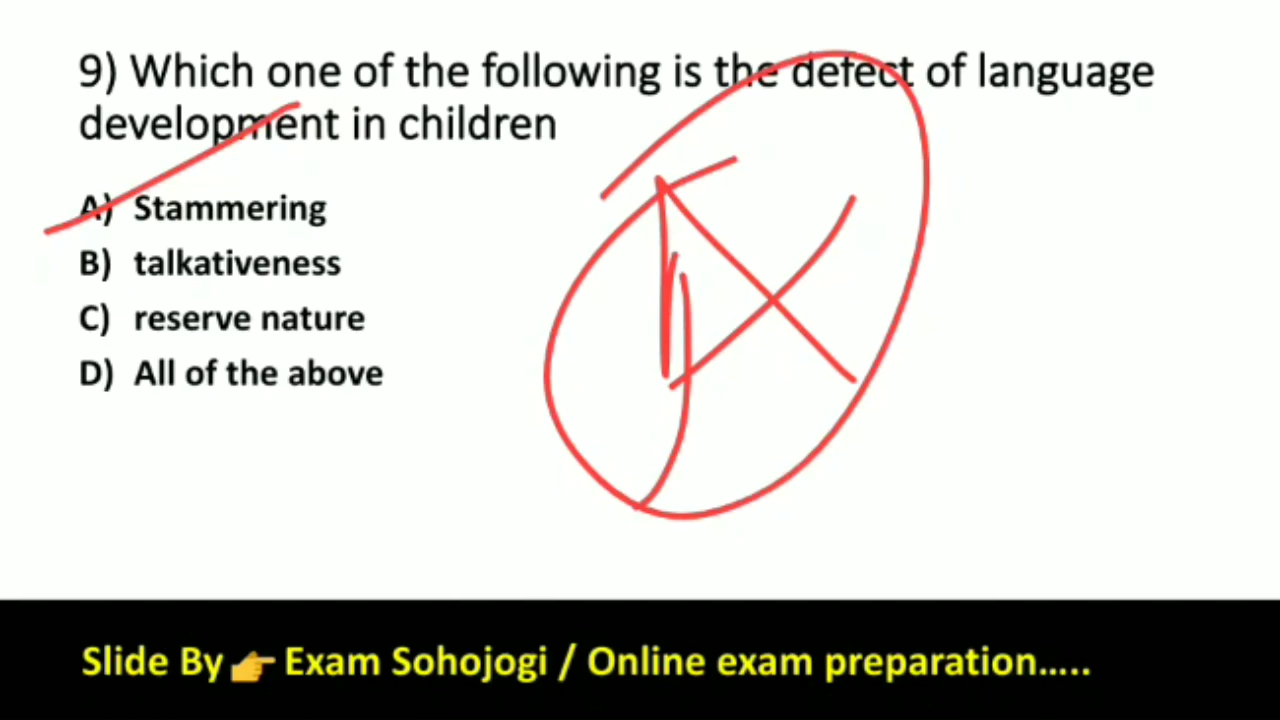 9) Which one of the following is the defect of language
development in children
A) Stammering
B) talkativeness
C) reserve nature
D) All of the above
Slide By 👉 Exam Sohojogi / Online exam preparation.....